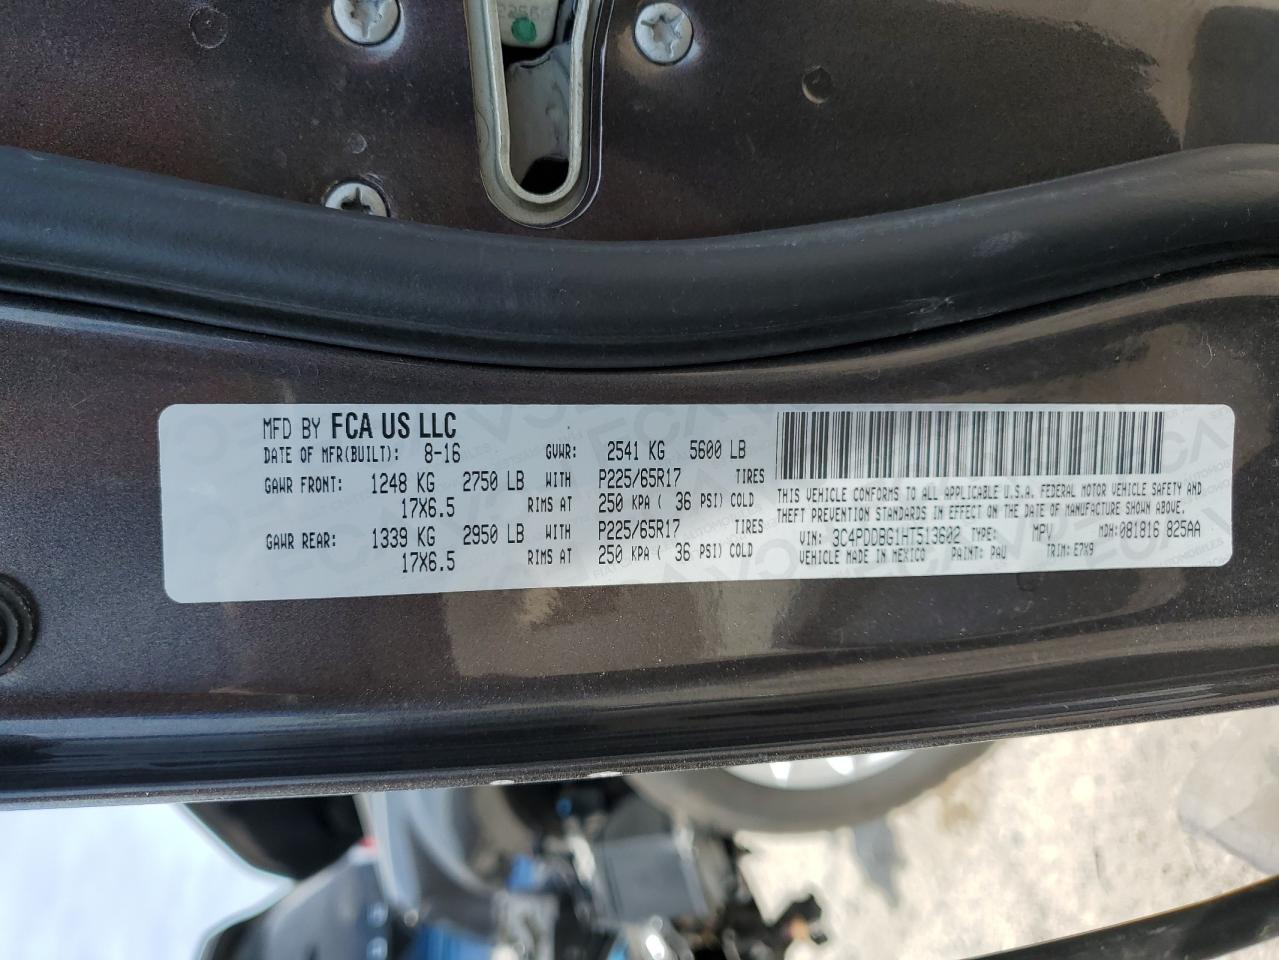 MFD BY FCA US LLC
DATE OF MFR(BUILT): 8-16 GVWR: 2541 KG 5600 LB
GAWR FRONT: 1248 KG 2750 LB WITH P225/65R17 TIRES
17X6.5 RIMS AT 250 KPA ( 36 PSI) COLD
GAWR REAR: 1339 KG 2950 LB WITH P225/65R17 TIRES
17X6.5 RIMS AT 250 KPA ( 36 PSI) COLD
THIS VEHICLE CONFORMS TO ALL APPLICABLE U.S.A. FEDERAL MOTOR VEHICLE SAFETY AND
THEFT PREVENTION STANDARDS IN EFFECT ON THE DATE OF MANUFACTURE SHOWN ABOVE.
VIN: 3C4PDDBG1HT513602 TYPE: MPV MDH: 081816 825AA
VEHICLE MADE IN MEXICO PAINT: PAU TRIM: E7X9